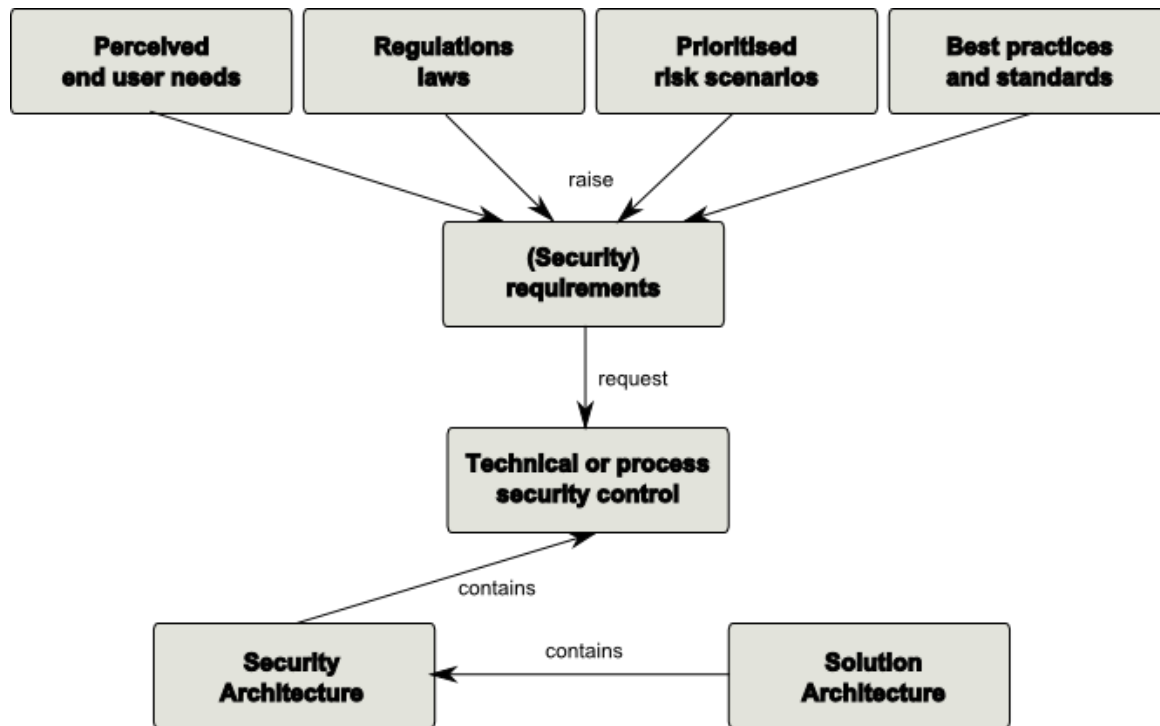 Perceived
end user needs
Regulations
laws
Prioritised
risk scenarios
Best practices
and standards
raise
(Security)
requirements
request
Technical or process
security control
contains
contains
Security
Architecture
Solution
Architecture